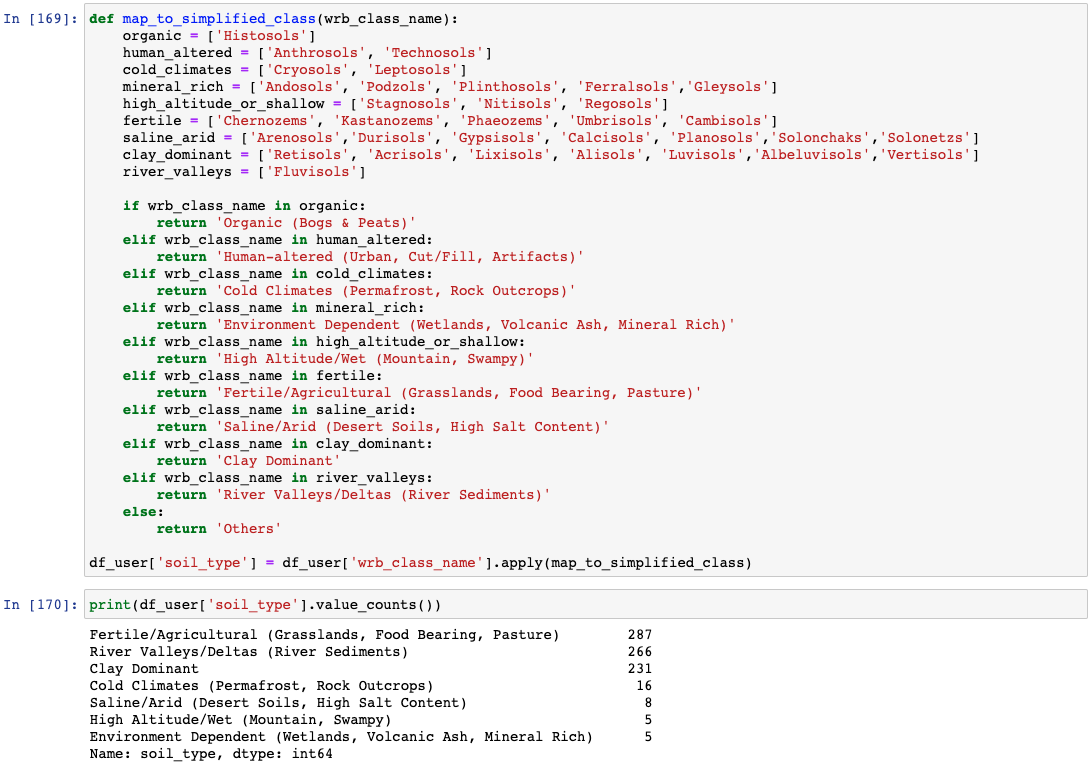 In [169]: def map_to_simplified_class(wrb_class_name):
    organic = ['Histosols']
    human_altered = ['Anthrosols', 'Technosols']
    cold_climates = ['Cryosols', 'Leptosols']
    mineral_rich = ['Andosols', 'Podzols', 'Plinthosols', 'Ferralsols','Gleysols']
    high_altitude_or_shallow = ['Stagnosols', 'Nitisols', 'Regosols']
    fertile = ['Chernozems', 'Kastanozems', 'Phaeozems', 'Umbrisols', 'Cambisols']
    saline_arid = ['Arenosols','Durisols', 'Gypsisols', 'Calcisols', 'Planosols','Solonchaks','Solonetzs']
    clay_dominant = ['Retisols', 'Acrisols', 'Lixisols', 'Alisols', 'Luvisols','Albeluvisols','Vertisols']
    river_valleys = ['Fluvisols']
    if wrb_class_name in organic:
        return 'Organic (Bogs & Peats)'
    elif wrb_class_name in human_altered:
        return 'Human-altered (Urban, Cut/Fill, Artifacts)'
    elif wrb_class_name in cold_climates:
        return 'Cold Climates (Permafrost, Rock Outcrops)'
    elif wrb_class_name in mineral_rich:
        return 'Environment Dependent (Wetlands, Volcanic Ash, Mineral Rich)'
    elif wrb_class_name in high_altitude_or_shallow:
        return 'High Altitude/Wet (Mountain, Swampy)'
    elif wrb_class_name in fertile:
        return 'Fertile/Agricultural (Grasslands, Food Bearing, Pasture)'
    elif wrb_class_name in saline_arid:
        return 'Saline/Arid (Desert Soils, High Salt Content)'
    elif wrb_class_name in clay_dominant:
        return 'Clay Dominant'
    elif wrb_class_name in river_valleys:
        return 'River Valleys/Deltas (River Sediments)'
    else:
        return 'Others'
df_user['soil_type'] = df_user['wrb_class_name'].apply(map_to_simplified_class)
In [170]: print(df_user['soil_type'].value_counts())
Fertile/Agricultural (Grasslands, Food Bearing, Pasture) 287
River Valleys/Deltas (River Sediments) 266
Clay Dominant 231
Cold Climates (Permafrost, Rock Outcrops) 16
Saline/Arid (Desert Soils, High Salt Content) 8
High Altitude/Wet (Mountain, Swampy) 5
Environment Dependent (Wetlands, Volcanic Ash, Mineral Rich) 5
Name: soil_type, dtype: int64